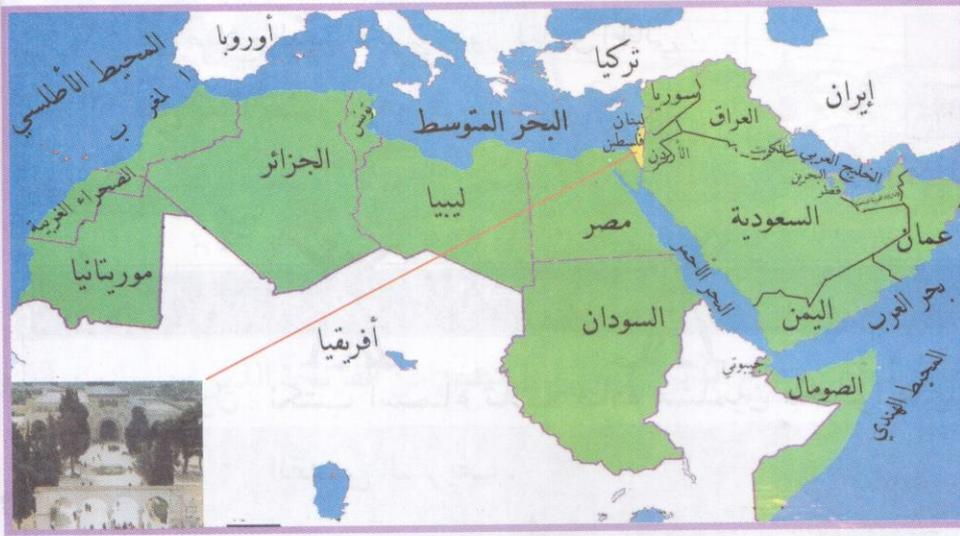 أوروبا
المحيط الأطلسي
تركيا
إيران
المغرب
تونس
البحر المتوسط
سوريا
لبنان
فلسطين
العراق
الأردن
الكويت
الخليج العربي
البحرين
قطر
الجزائر
ليبيا
مصر
السعودية
عمان
الصحراء الغربية
موريتانيا
البحر الأحمر
اليمن
بحر العرب
السودان
أفريقيا
جيبوتي
الصومال
المحيط الهندي